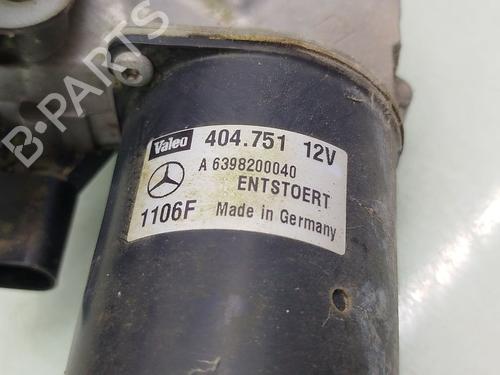 B-PARTS
Valeo 404.751 12V
A 6398200040
ENTSTOERT
1106F Made in Germany